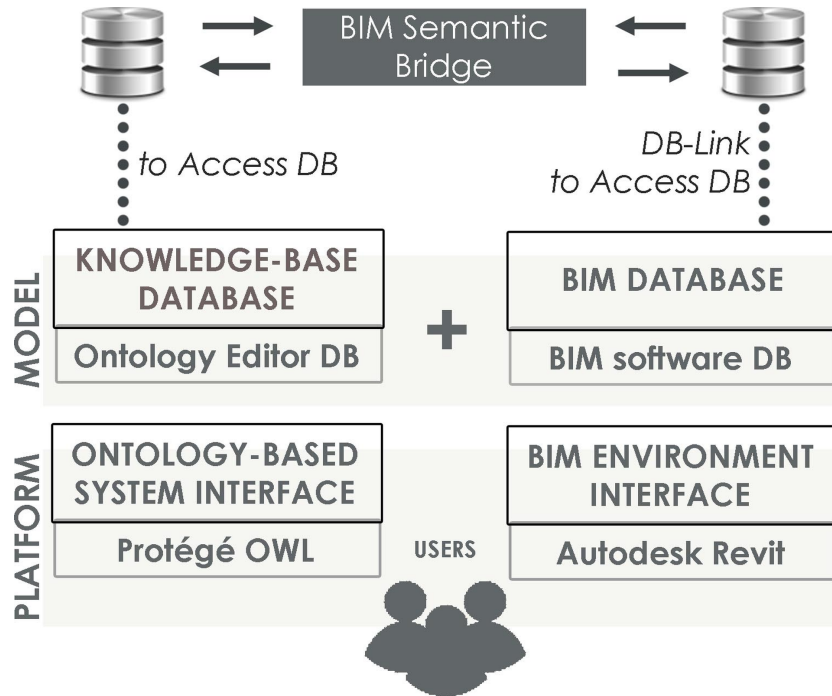 BIM Semantic
Bridge
to Access DB
DB-Link
to Access DB
MODEL
KNOWLEDGE-BASE
DATABASE
Ontology Editor DB
+
BIM DATABASE
BIM software DB
PLATFORM
ONTOLOGY-BASED
SYSTEM INTERFACE
Protégé OWL
USERS
BIM ENVIRONMENT
INTERFACE
Autodesk Revit